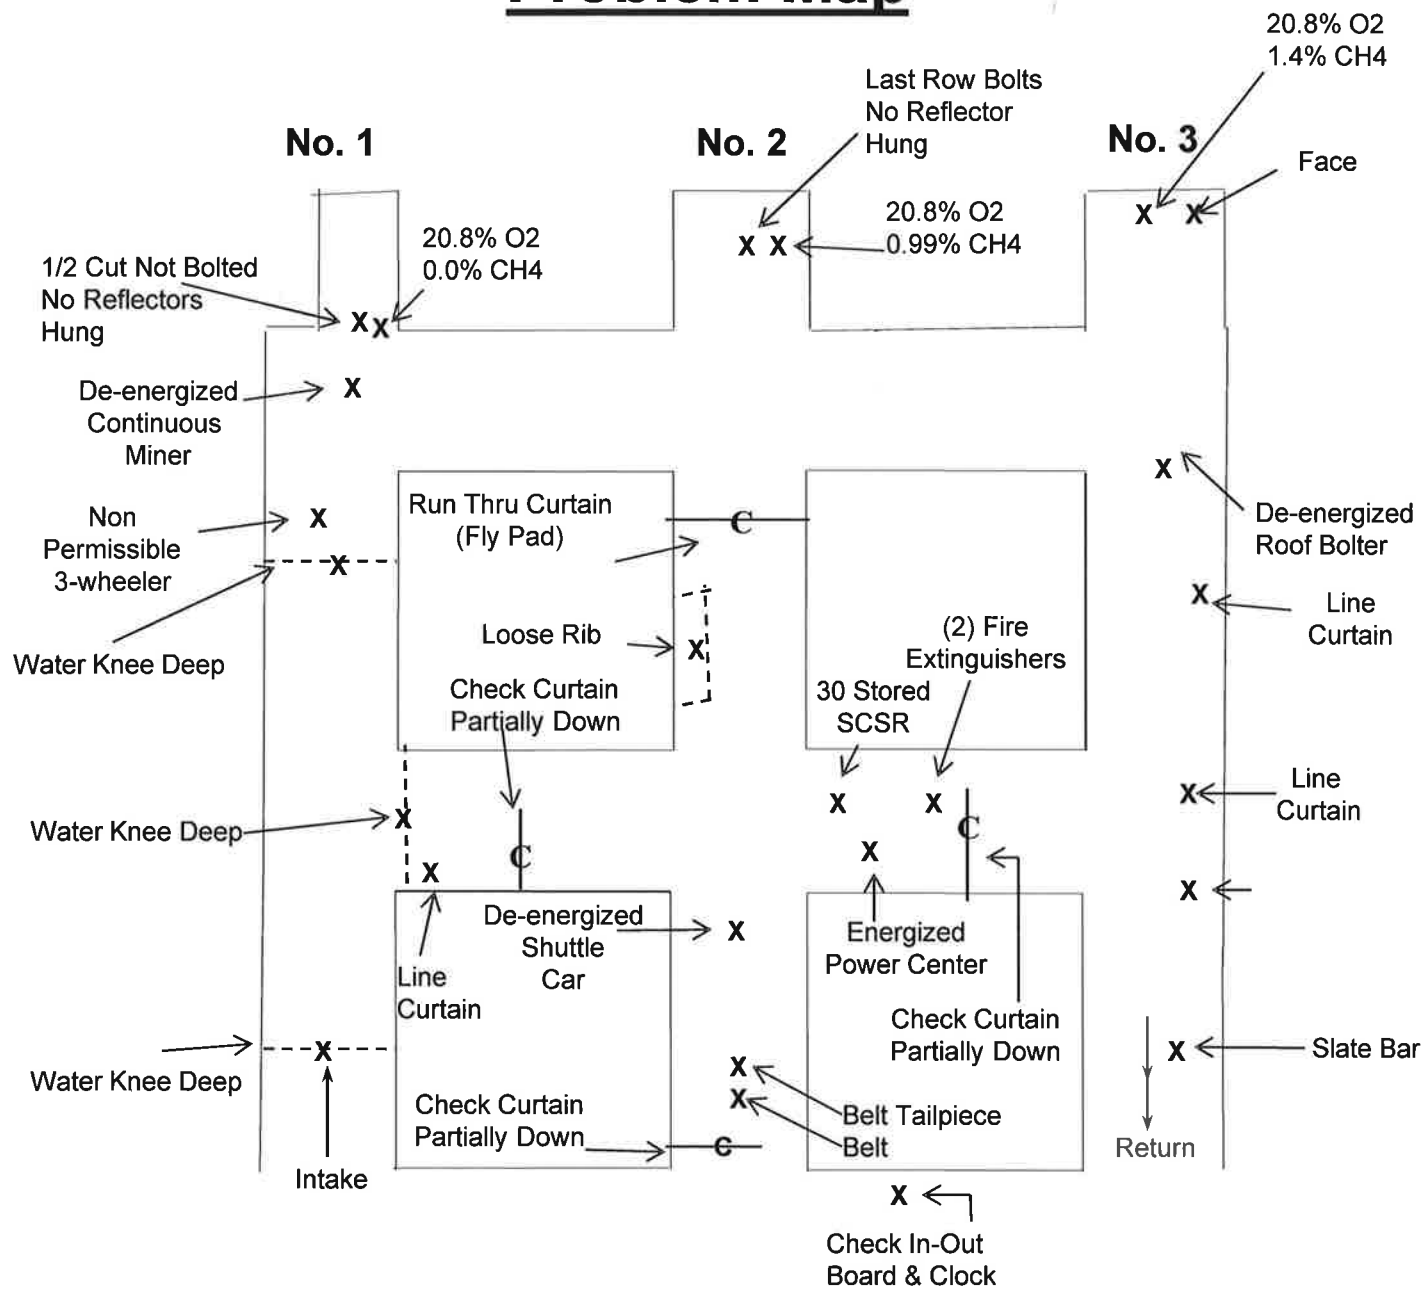 Problem Map
20.8% O2
1.4% CH4
Last Row Bolts
No Reflector
Hung
No. 1
No. 2
No. 3
Face
20.8% O2
0.99% CH4
20.8% O2
0.0% CH4
1/2 Cut Not Bolted
No Reflectors
Hung
X X
X X
X X
De-energized
Continuous
Miner
X
X
De-energized
Roof Bolter
Run Thru Curtain
(Fly Pad)
C
Non
Permissible
3-wheeler
X
X
Water Knee Deep
X
Line
Curtain
Loose Rib
X
(2) Fire
Extinguishers
30 Stored
SCSR
Check Curtain
Partially Down
X
X
C
X
Line
Curtain
Water Knee Deep
X
C
X
X
X
De-energized
Shuttle
Car
X
Energized
Power Center
Line
Curtain
Check Curtain
Partially Down
Water Knee Deep
X
X
Slate Bar
X
X
Belt Tailpiece
Belt
Check Curtain
Partially Down
C
Intake
Return
X
Check In-Out
Board & Clock